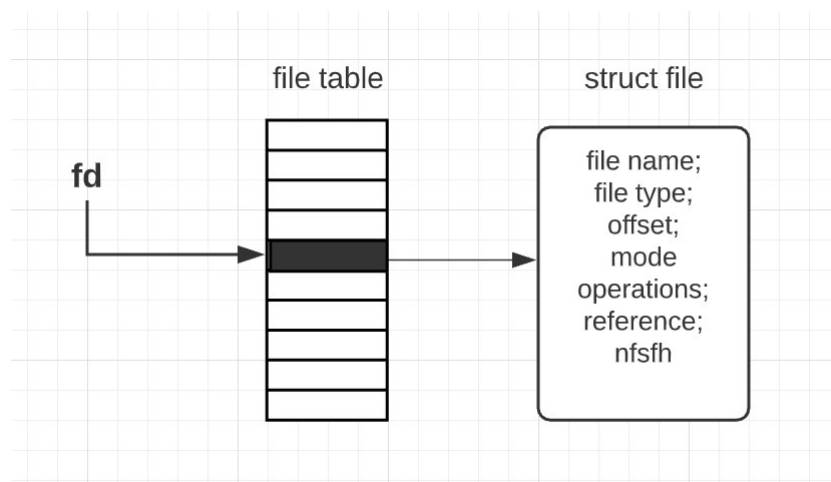 file table
struct file
fd
file name;
file type;
offset;
mode
operations;
reference;
nfsfh